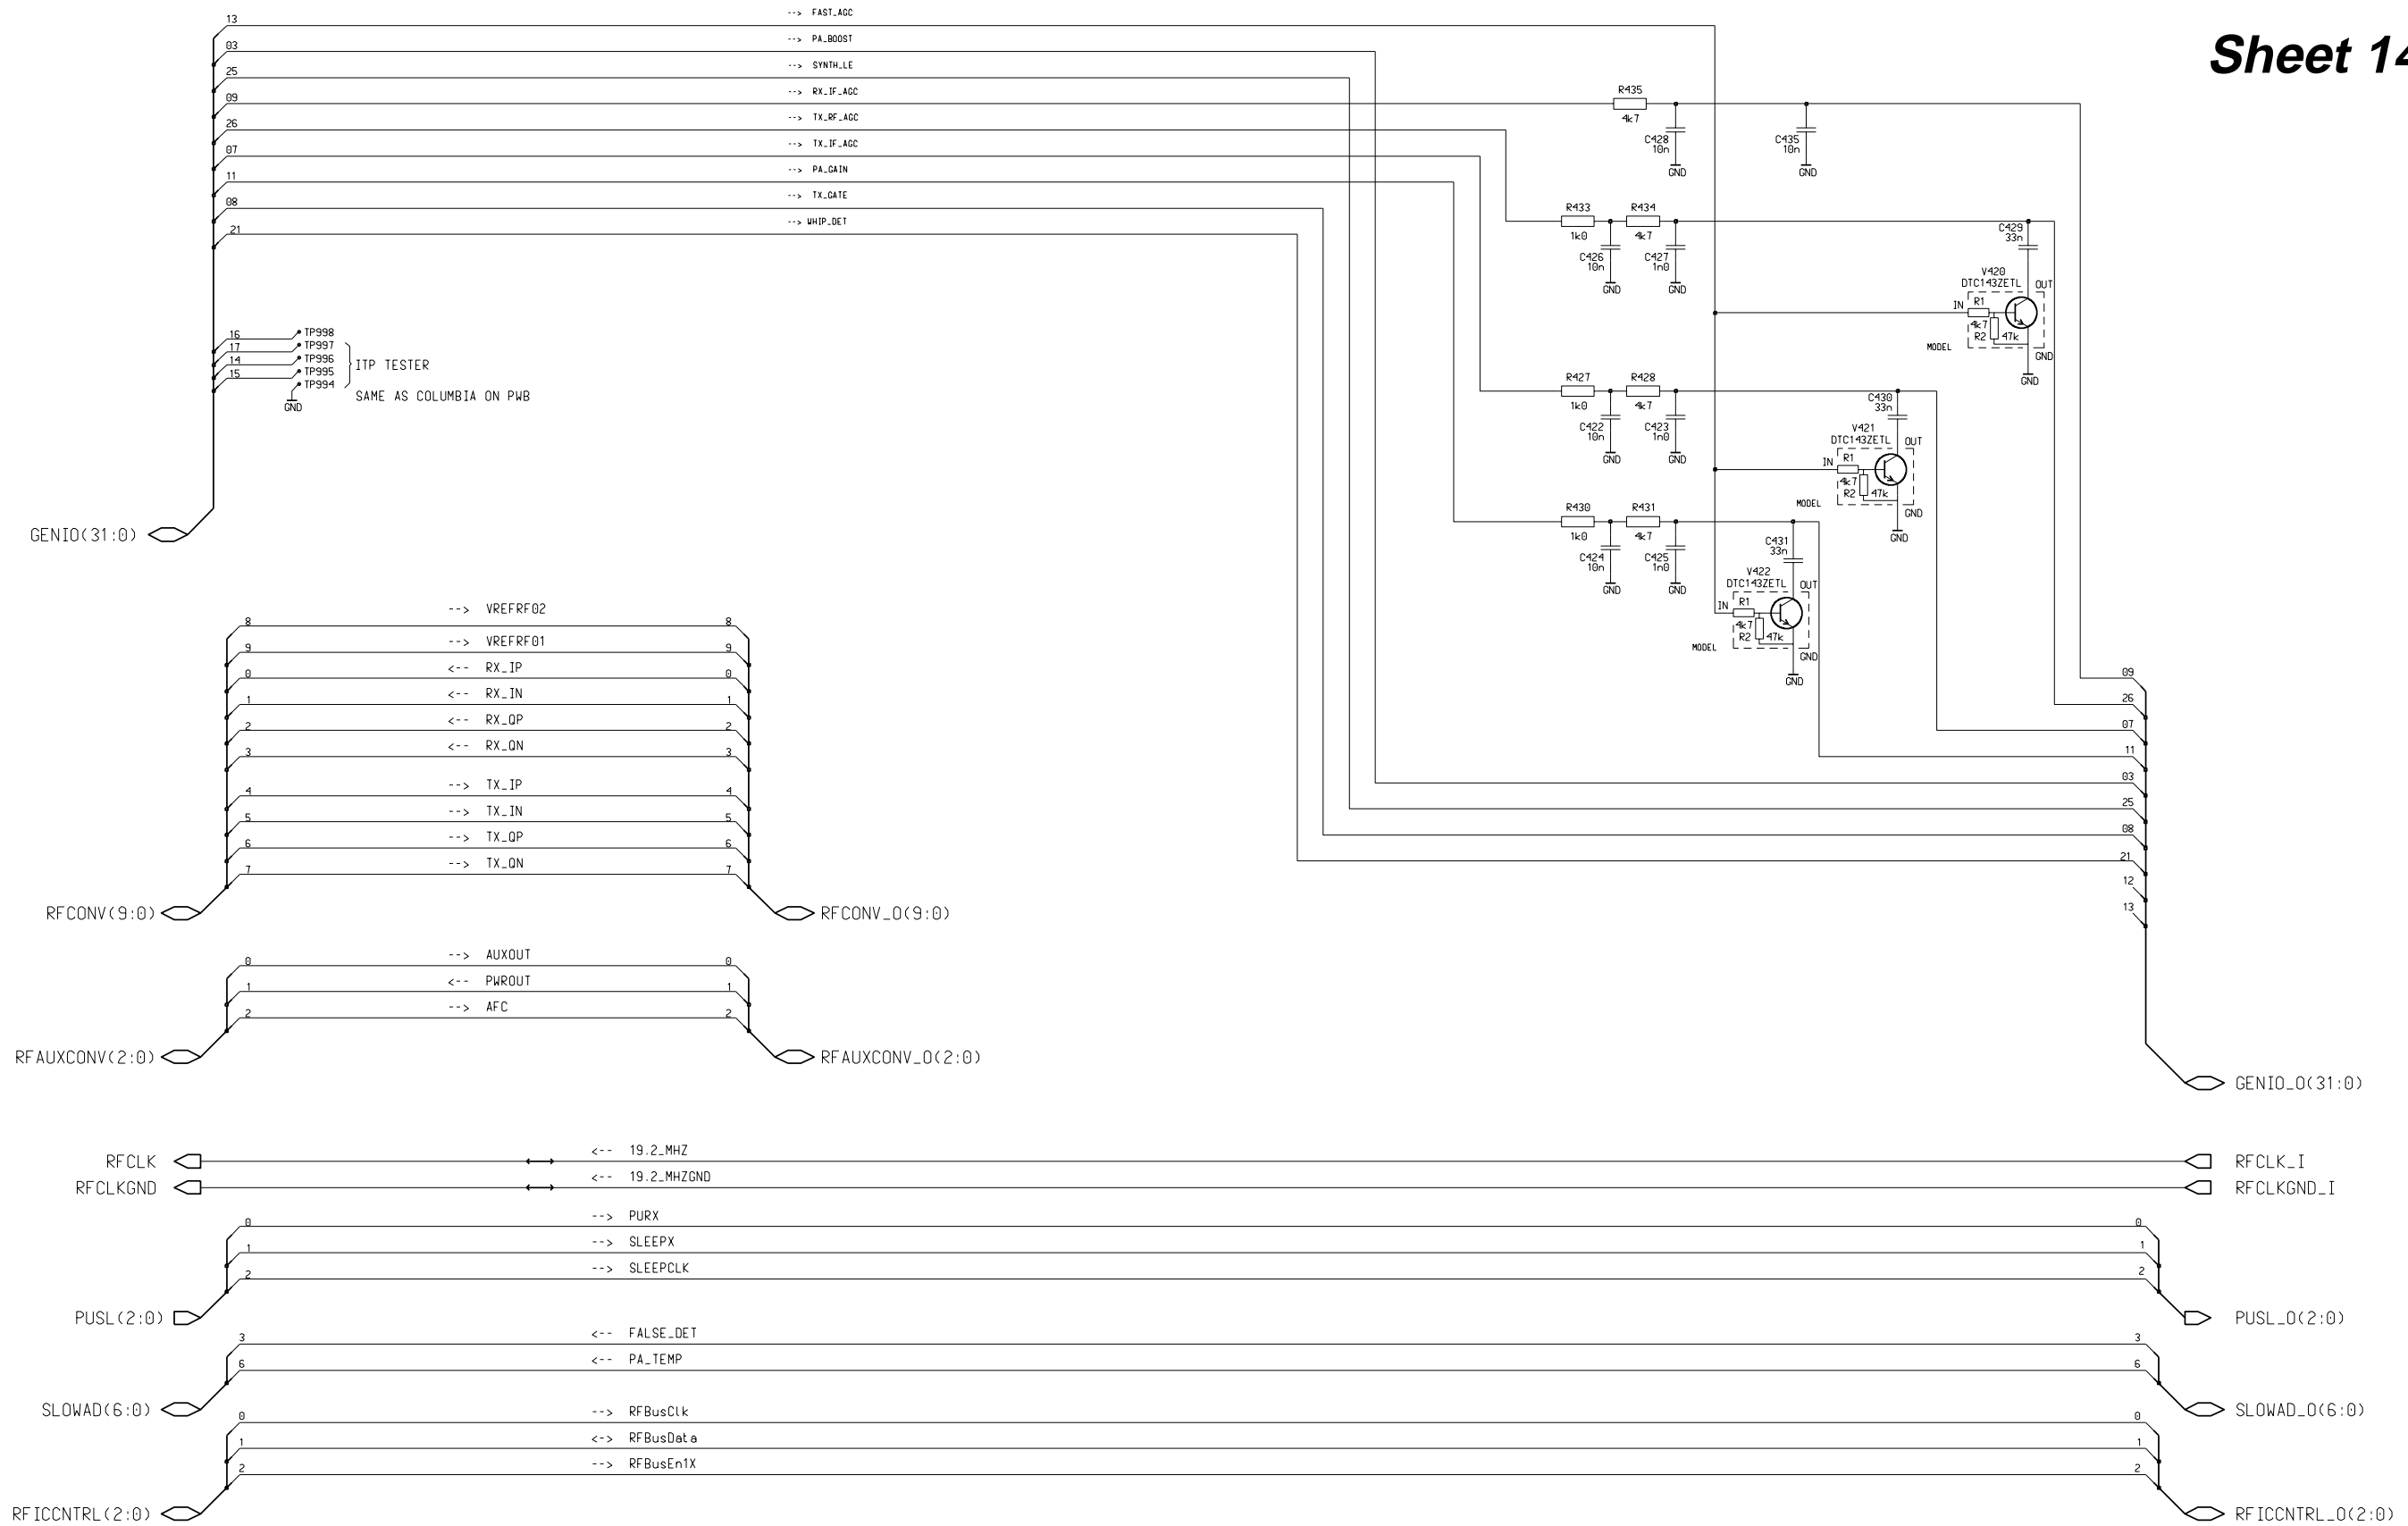 Sheet 14
13
--> FAST_AGC
03
--> PA_BOOST
25
--> SYNTH_LE
09
--> RX_IF_AGC
26
--> TX_RF_AGC
07
--> TX_IF_AGC
11
--> PA_GAIN
08
--> TX_GATE
21
--> WHIP_DET
R435
4k7
C428
10n
GND
C435
10n
GND
R433
1k0
R434
4k7
C426
10n
GND
C427
1n0
GND
C429
33n
V420
DTC143ZETL
OUT
IN
R1
4k7
R2
47k
MODEL
GND
GND
16
TP998
17
TP997
14
TP996
15
TP995
TP994
GND
ITP TESTER
SAME AS COLUMBIA ON PWB
R427
1k0
R428
4k7
C422
10n
GND
C423
1n0
GND
C430
33n
V421
DTC143ZETL
OUT
IN
R1
4k7
R2
47k
MODEL
GND
GND
R430
1k0
R431
4k7
C424
10n
GND
C425
1n0
GND
C431
33n
V422
DTC143ZETL
OUT
IN
R1
4k7
R2
47k
MODEL
GND
GND
GENIO(31:0)
09
26
07
11
03
25
08
21
12
13
GENIO_O(31:0)
--> VREFRF02
8 8
--> VREFRF01
9 9
<-- RX_IP
0 0
<-- RX_IN
1 1
<-- RX_QP
2 2
<-- RX_QN
3 3
--> TX_IP
4 4
--> TX_IN
5 5
--> TX_QP
6 6
--> TX_QN
7 7
RFCONV(9:0)
RFCONV_O(9:0)
--> AUXOUT
0 0
<-- PWROUT
1 1
--> AFC
2 2
RFAUXCONV(2:0)
RFAUXCONV_O(2:0)
<-- 19.2_MHZ
RFCLK
RFCLK_I
<-- 19.2_MHZGND
RFCLKGND
RFCLKGND_I
--> PURX
0 0
--> SLEEPX
1 1
--> SLEEPCLK
2 2
PUSL(2:0)
PUSL_O(2:0)
<-- FALSE_DET
3 3
<-- PA_TEMP
6 6
SLOWAD(6:0)
SLOWAD_O(6:0)
--> RFBusClk
0 0
<-> RFBusData
1 1
--> RFBusEn1X
2 2
RFICCNTRL(2:0)
RFICCNTRL_O(2:0)